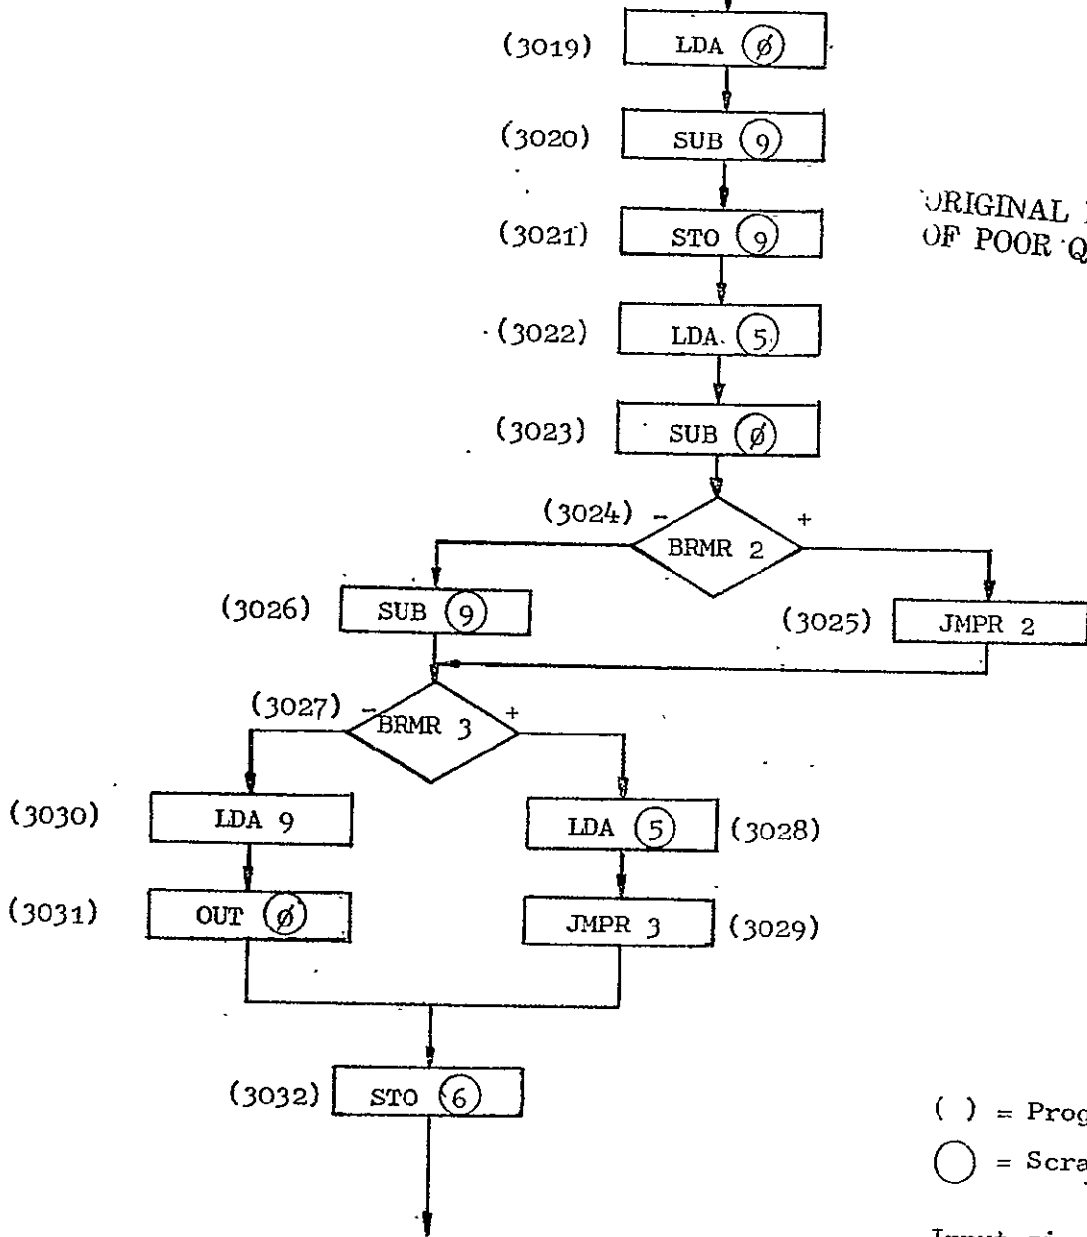 (3019) LDA ∅
(3020) SUB 9
ORIGINAL
OF POOR Q
(3021) STO 9
(3022) LDA 5
(3023) SUB ∅
(3024) - BRMR 2 +
(3026) SUB 9
(3025) JMPR 2
(3027) - BRMR 3 +
(3030) LDA 9
LDA 5 (3028)
(3031) OUT ∅
JMPR 3 (3029)
(3032) STO 6
( ) = Prog
= Scra